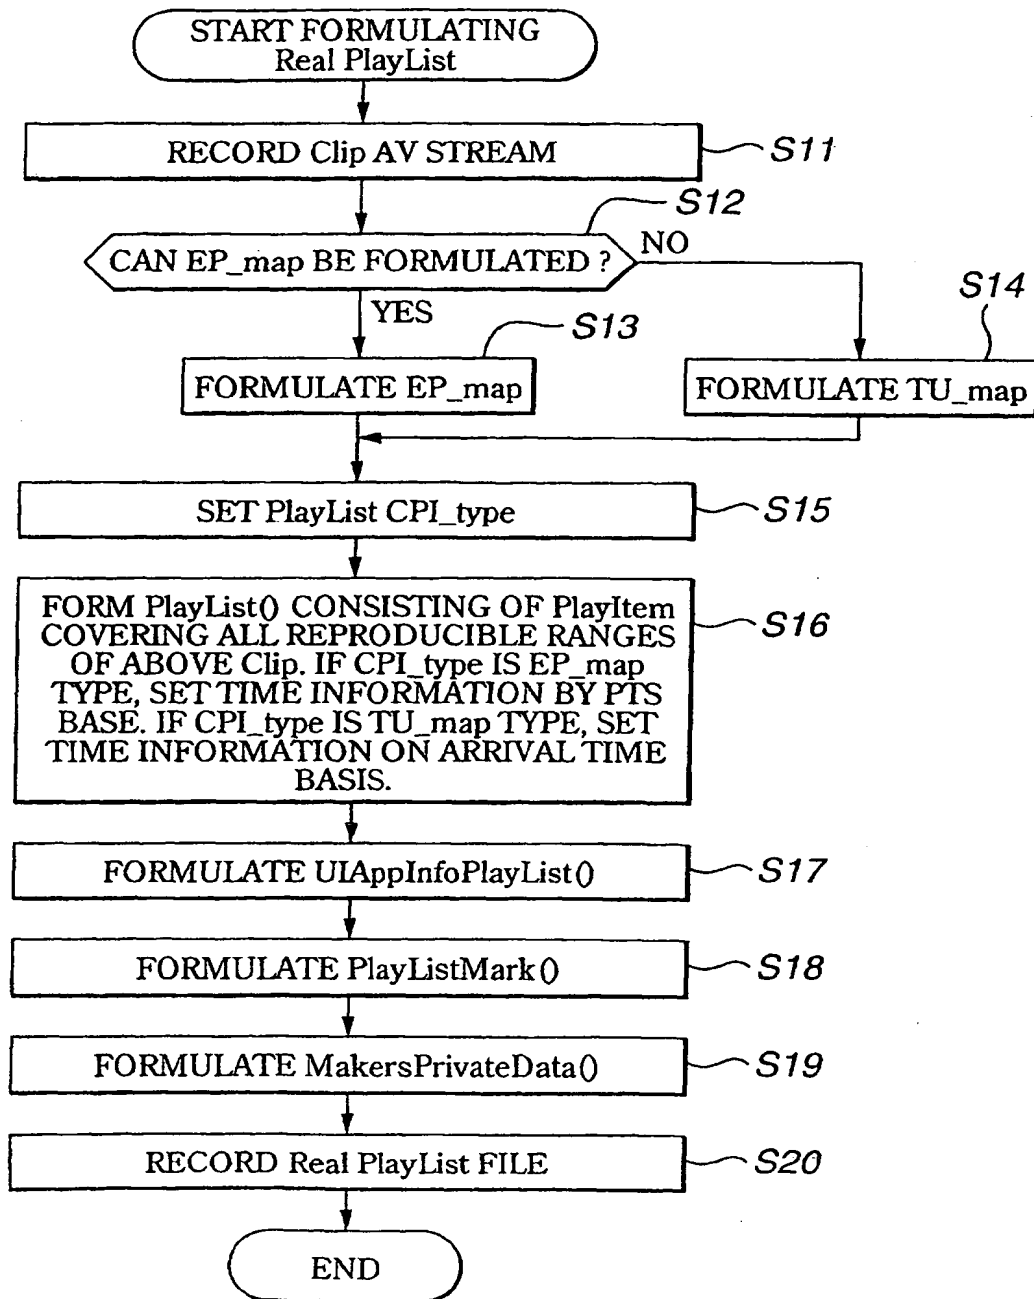 START FORMULATING
Real PlayList
RECORD Clip AV STREAM
S11
S12
CAN EP_map BE FORMULATED ?
NO
YES
S13
S14
FORMULATE EP_map
FORMULATE TU_map
SET PlayList CPI_type
S15
FORM PlayList() CONSISTING OF PlayItem
COVERING ALL REPRODUCIBLE RANGES
OF ABOVE Clip. IF CPI_type IS EP_map
TYPE, SET TIME INFORMATION BY PTS
BASE. IF CPI_type IS TU_map TYPE, SET
TIME INFORMATION ON ARRIVAL TIME
BASIS.
S16
FORMULATE UIAppInfoPlayList()
S17
FORMULATE PlayListMark()
S18
FORMULATE MakersPrivateData()
S19
RECORD Real PlayList FILE
S20
END